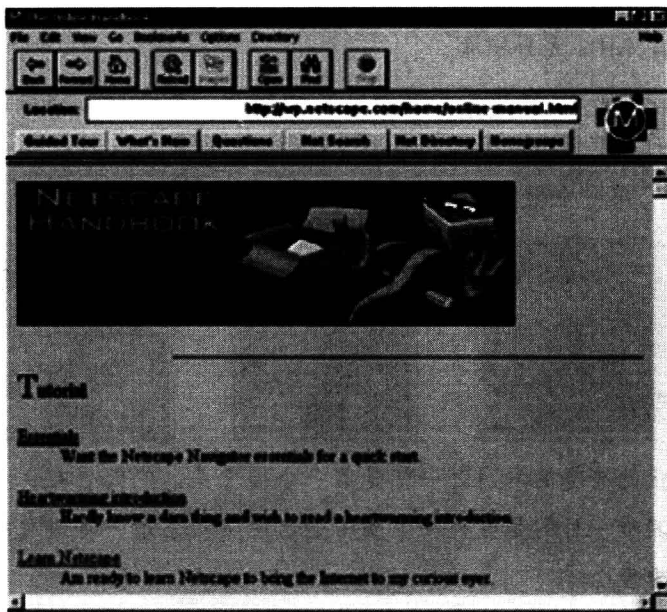 File Edit View Go Bookmarks Options Directory Help
Back Forward Home Reload Open Find Stop
Location: http://wp.netscape.com/home/online-manual.html
Guided Tour What's New Questions Net Search Net Directory Newsgroups
M
NETSCAPE
HANDBOOK
Tutorial
Essentials
Want the Netscape Navigator essentials for a quick start.
Heartwarming introduction
Hardly know a darn thing and wish to read a heartwarming introduction.
Learn Netscape
Am ready to learn Netscape to bring the Internet to my curious eyes.